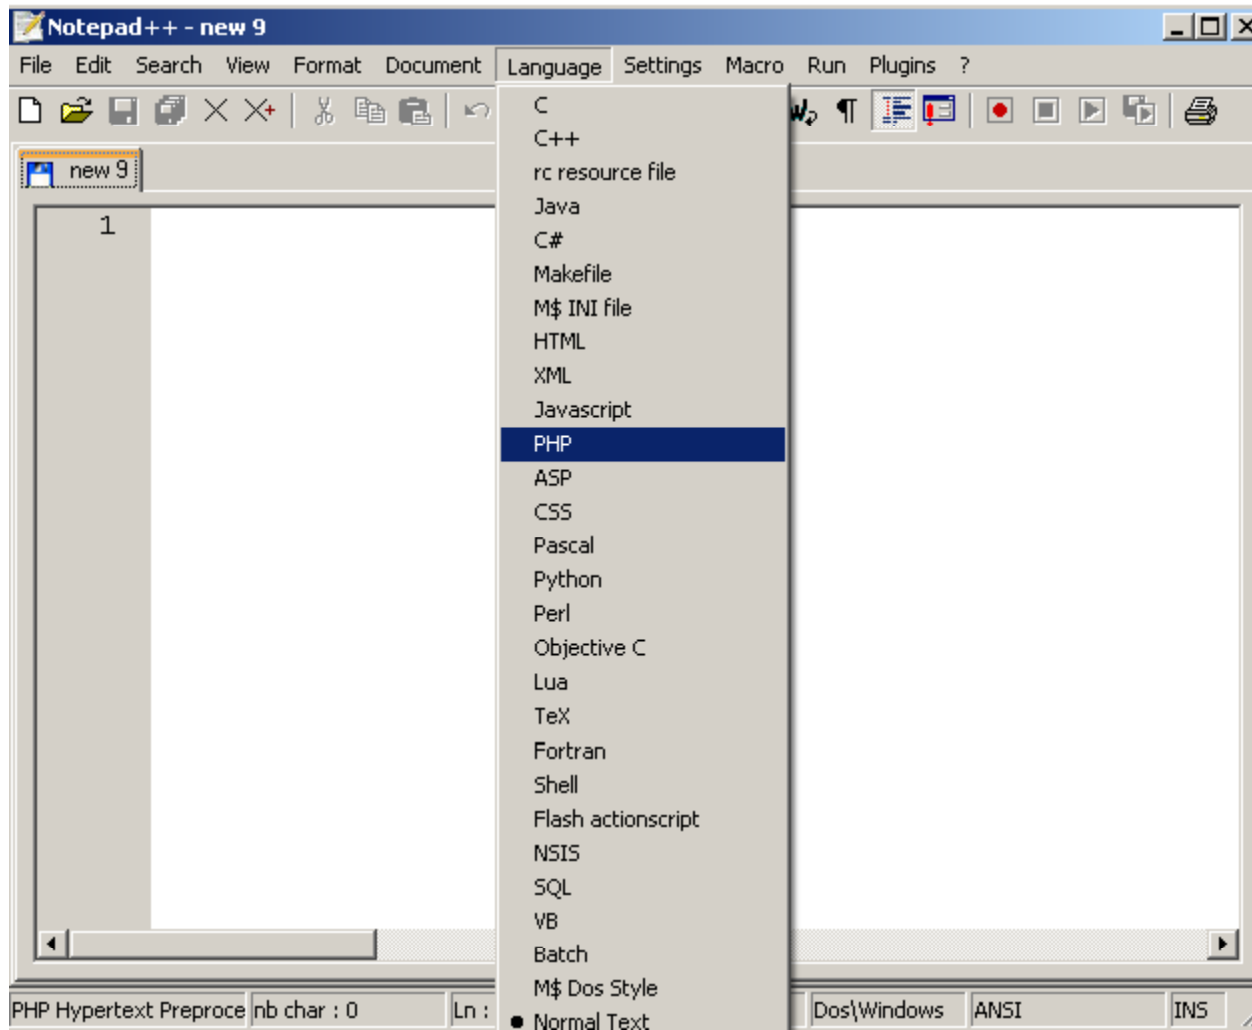 Notepad++ - new 9
File Edit Search View Format Document Language Settings Macro Run Plugins ?
new 9
1
C
C++
rc resource file
Java
C#
Makefile
M$ INI file
HTML
XML
Javascript
PHP
ASP
CSS
Pascal
Python
Perl
Objective C
Lua
TeX
Fortran
Shell
Flash actionscript
NSIS
SQL
VB
Batch
M$ Dos Style
Normal Text
PHP Hypertext Preproce nb char : 0 Ln : Dos\Windows ANSI INS